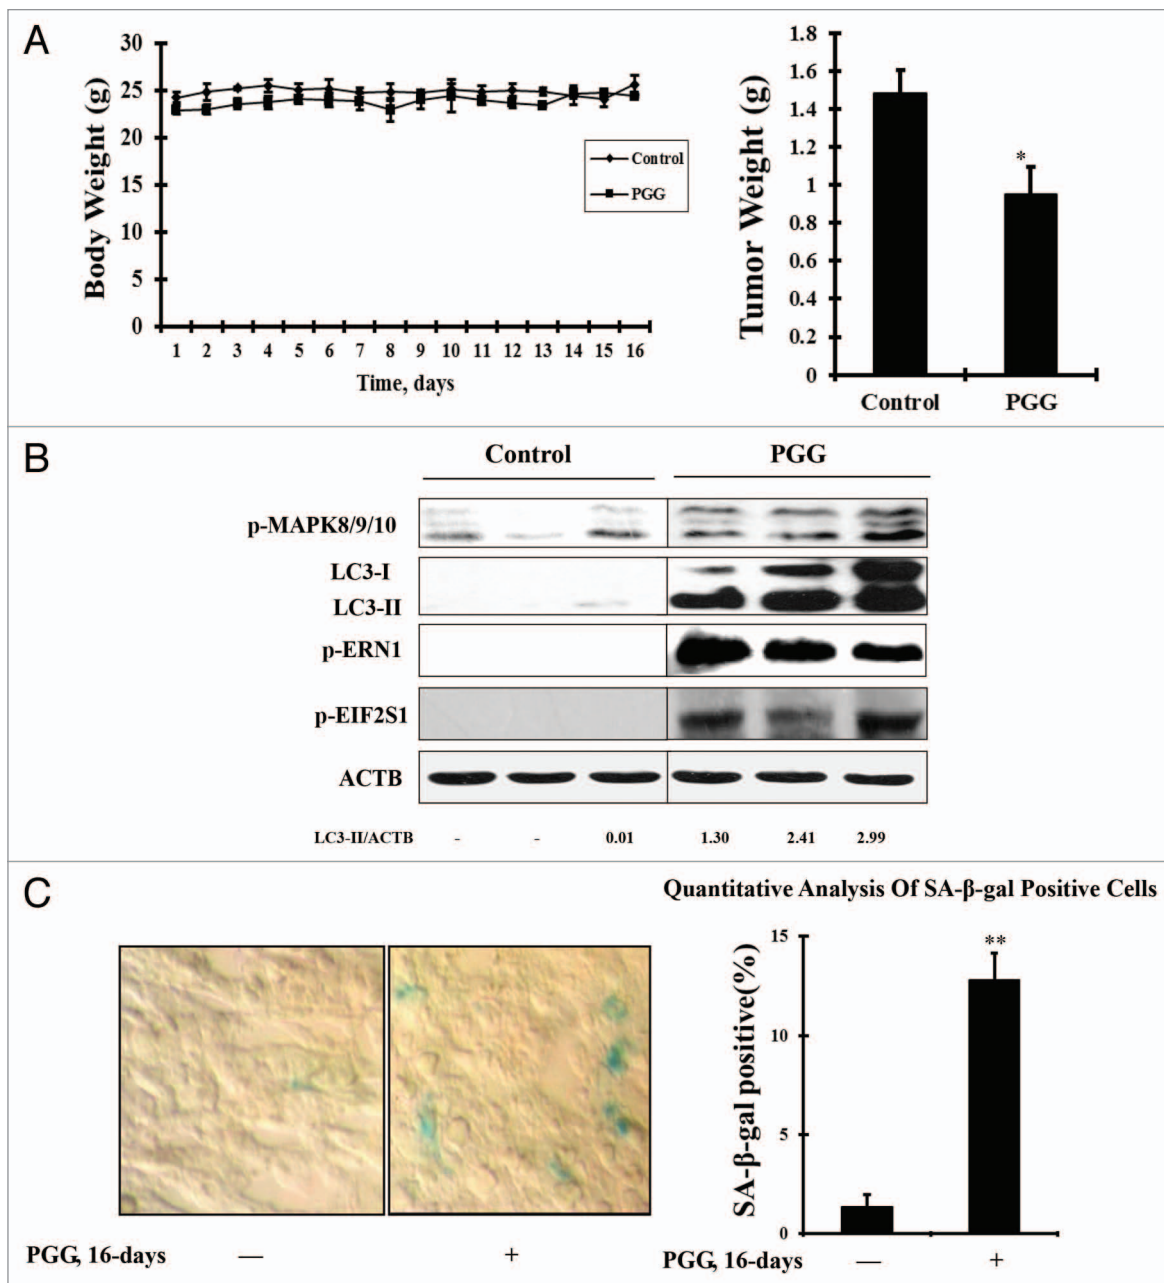 A
30
25
20
15
10
5
0
Body Weight (g)
1 2 3 4 5 6 7 8 9 10 11 12 13 14 15 16
Time, days
Control
PGG
1.8
1.6
1.4
1.2
1
0.8
0.6
0.4
0.2
0
Tumor Weight (g)
*
Control PGG
B
Control PGG
p-MAPK8/9/10
LC3-I
LC3-II
p-ERN1
p-EIF2S1
ACTB
LC3-II/ACTB - - 0.01 1.30 2.41 2.99
C
Quantitative Analysis Of SA-β-gal Positive Cells
PGG, 16-days — +
15
10
5
0
SA-β-gal positive(%)
**
PGG, 16-days — +